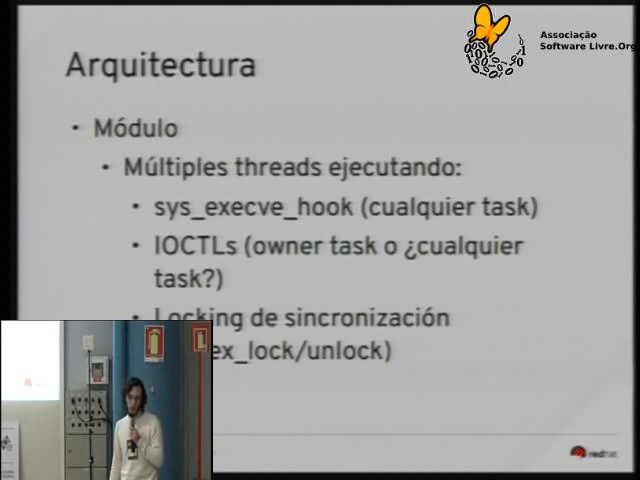 Associação
Software Livre.Org
Arquitectura
• Módulo
• Múltiples threads ejecutando:
• sys_execve_hook (cualquier task)
• IOCTLs (owner task o ¿cualquier
task?)
• Locking de sincronización
ex_lock/unlock)
redhat